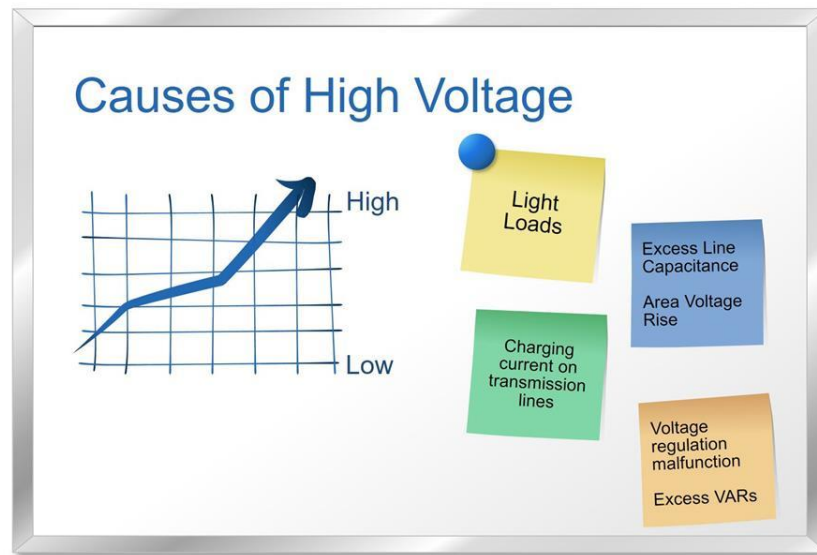 Causes of High Voltage
High
Low
Light
Loads
Excess Line
Capacitance
Area Voltage
Rise
Charging
current on
transmission
lines
Voltage
regulation
malfunction
Excess VARs